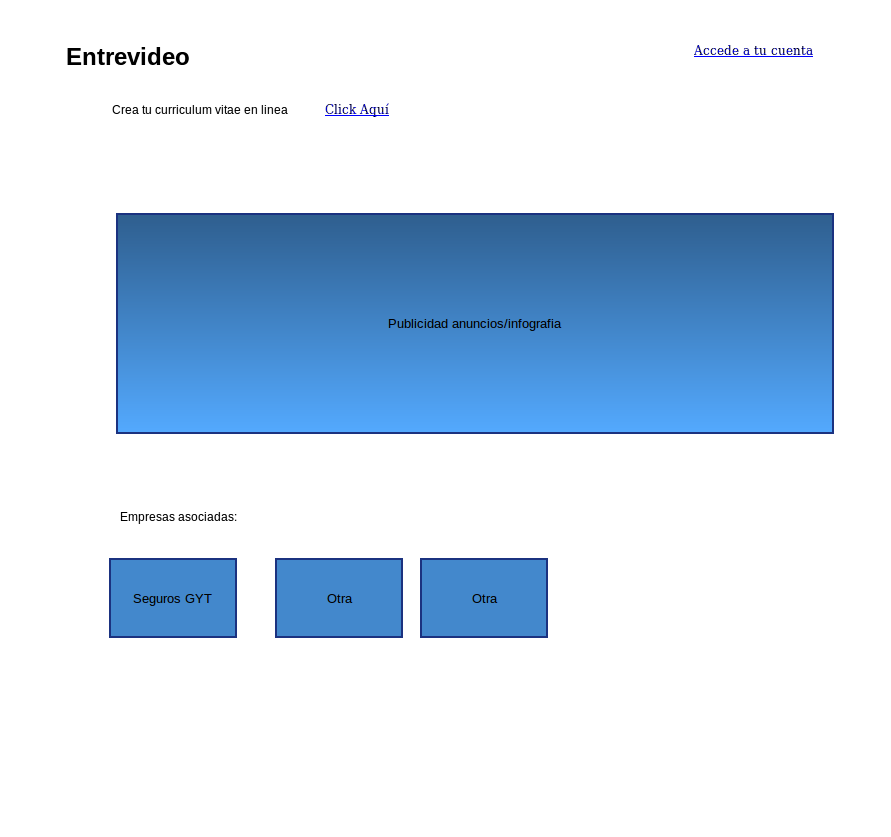 Entrevideo
Accede a tu cuenta
Crea tu curriculum vitae en linea
Click Aquí
Publicidad anuncios/infografia
Empresas asociadas:
Seguros GYT
Otra
Otra